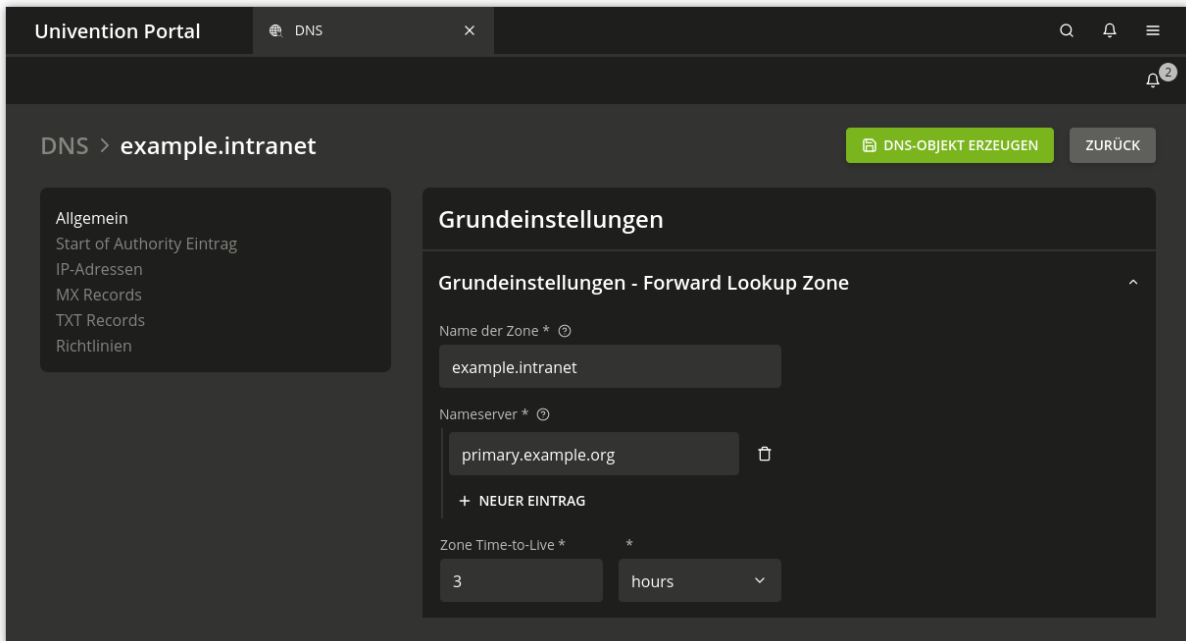 Univention Portal
DNS
2
DNS > example.intranet
DNS-OBJEKT ERZEUGEN
ZURÜCK
Allgemein
Start of Authority Eintrag
IP-Adressen
MX Records
TXT Records
Richtlinien
Grundeinstellungen
Grundeinstellungen - Forward Lookup Zone
Name der Zone *
example.intranet
Nameserver *
primary.example.org
+ NEUER EINTRAG
Zone Time-to-Live * *
3 hours